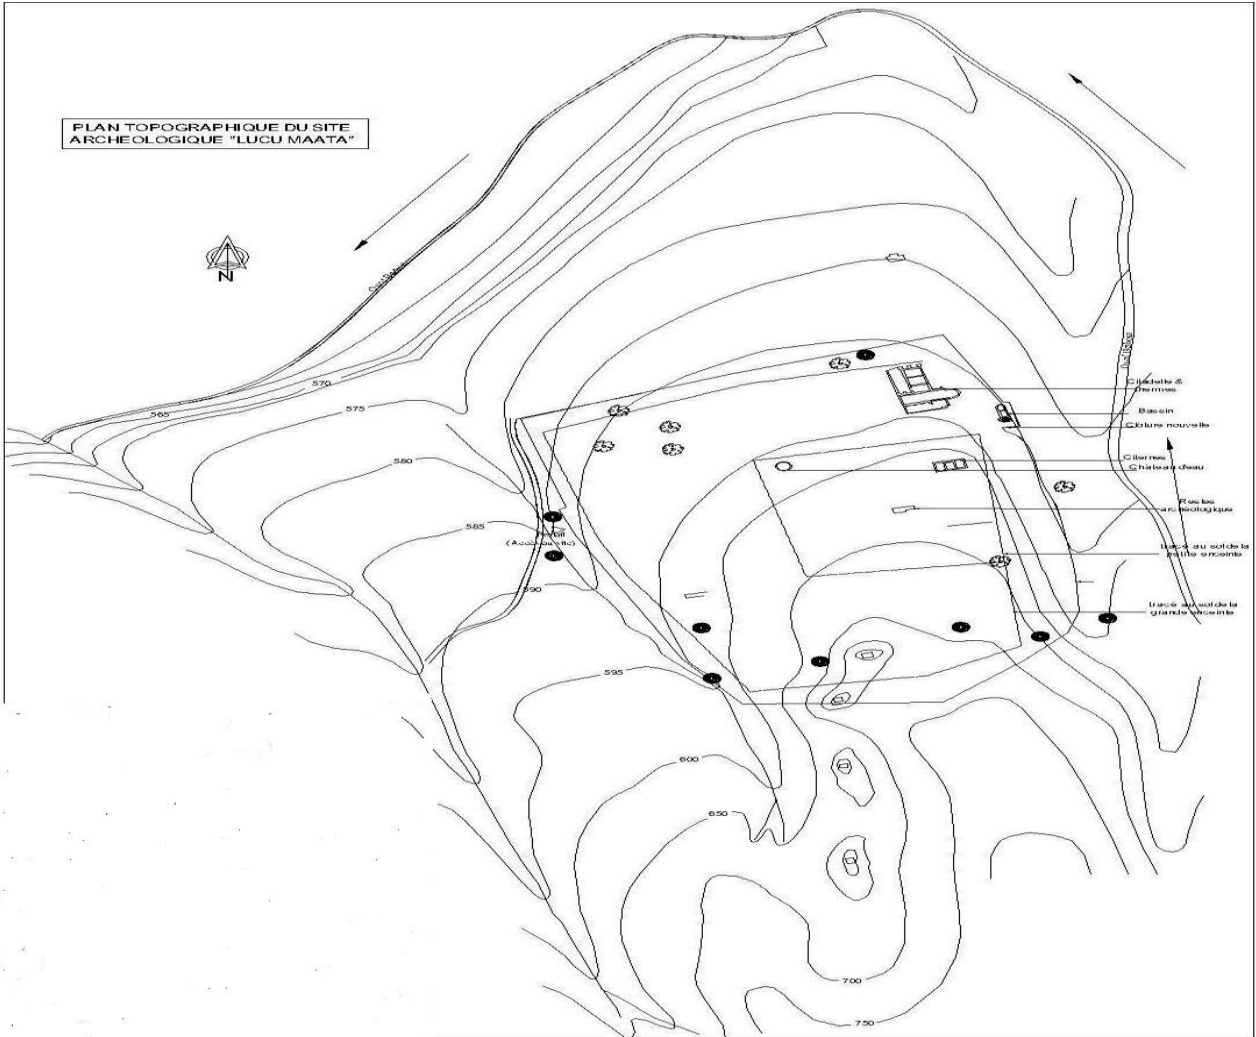 PLAN TOPOGRAPHIQUE DU SITE
ARCHEOLOGIQUE "LUCU MAATA"
N
570
565
575
580
585
590
595
600
650
700
750
Citadelle &
thermes
Bassin
Cloture nouvelle
Citernes
Chateau d'eau
Restes
archéologique
tracé au sol de la
petite enceinte
tracé au sol de la
grande enceinte